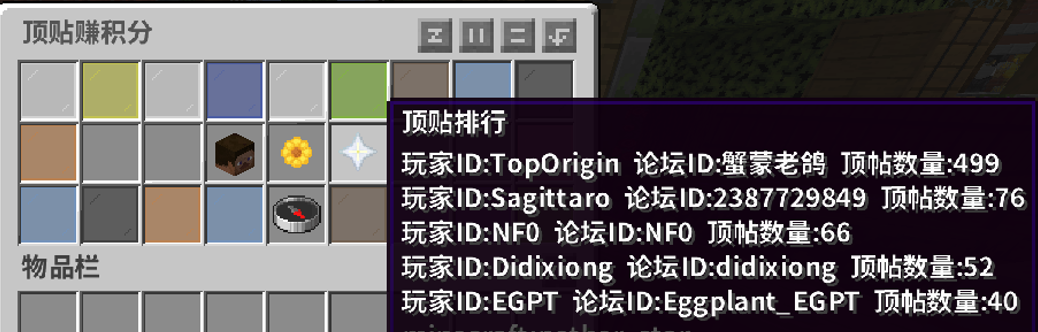 顶贴赚积分
顶贴排行
玩家ID:TopOrigin 论坛ID:蟹蒙老鸽 顶帖数量:499
玩家ID:Sagittaro 论坛ID:2387729849 顶帖数量:76
玩家ID:NF0 论坛ID:NF0 顶帖数量:66
玩家ID:Didixiong 论坛ID:didixiong 顶帖数量:52
玩家ID:EGPT 论坛ID:Eggplant_EGPT 顶帖数量:40
物品栏